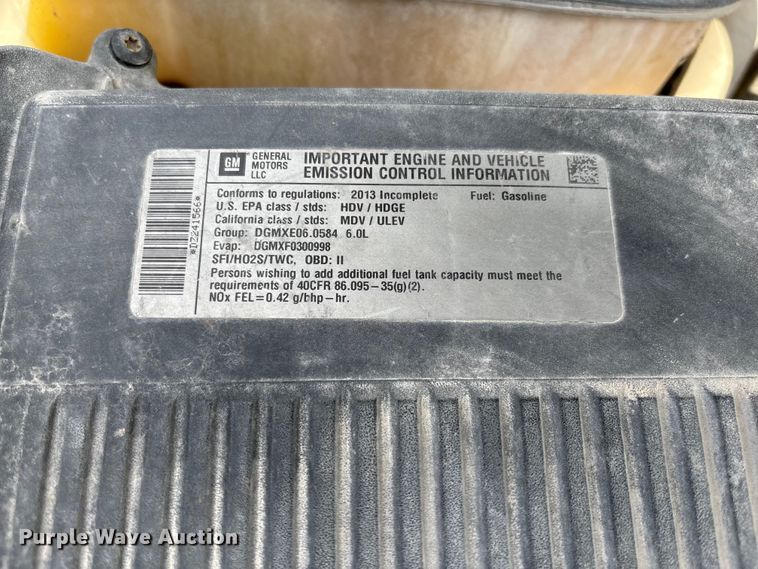 GM
GENERAL
MOTORS
LLC
IMPORTANT ENGINE AND VEHICLE
EMISSION CONTROL INFORMATION
Conforms to regulations: 2013 Incomplete Fuel: Gasoline
U.S. EPA class / stds: HDV / HDGE
California class / stds: MDV / ULEV
Group: DGMXE06.0584 6.0L
Evap: DGMXF0300998
SFI/HO2S/TWC, OBD: II
Persons wishing to add additional fuel tank capacity must meet the
requirements of 40CFR 86.095-35(g)(2).
NOx FEL=0.42 g/bhp-hr.
*DZ241566*
Purple Wave Auction